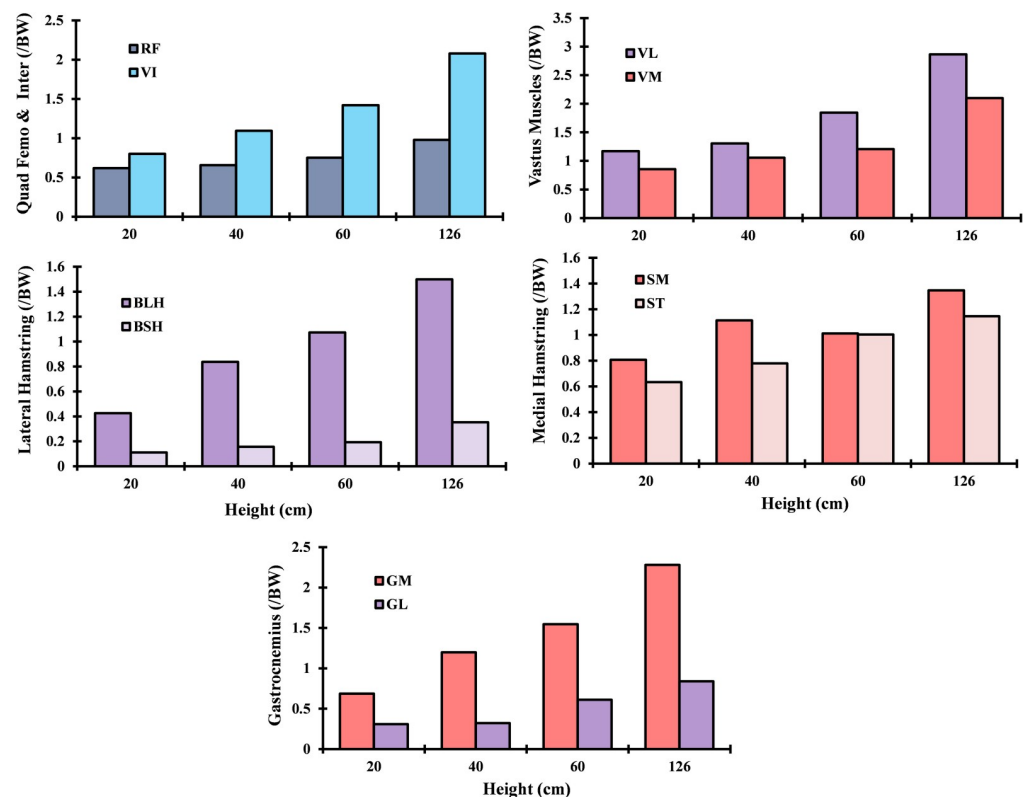 Quad Femo & Inter (/BW)
2.5
2
1.5
1
0.5
0
RF
VI
20 40 60 126
Vastus Muscles (/BW)
3.5
3
2.5
2
1.5
1
0.5
0
VL
VM
20 40 60 126
Lateral Hamstring (/BW)
1.6
1.4
1.2
1
0.8
0.6
0.4
0.2
0
BLH
BSH
20 40 60 126
Height (cm)
Medial Hamstring (/BW)
1.6
1.4
1.2
1
0.8
0.6
0.4
0.2
0
SM
ST
20 40 60 126
Height (cm)
Gastrocnemius (/BW)
2.5
2
1.5
1
0.5
0
GM
GL
20 40 60 126
Height (cm)